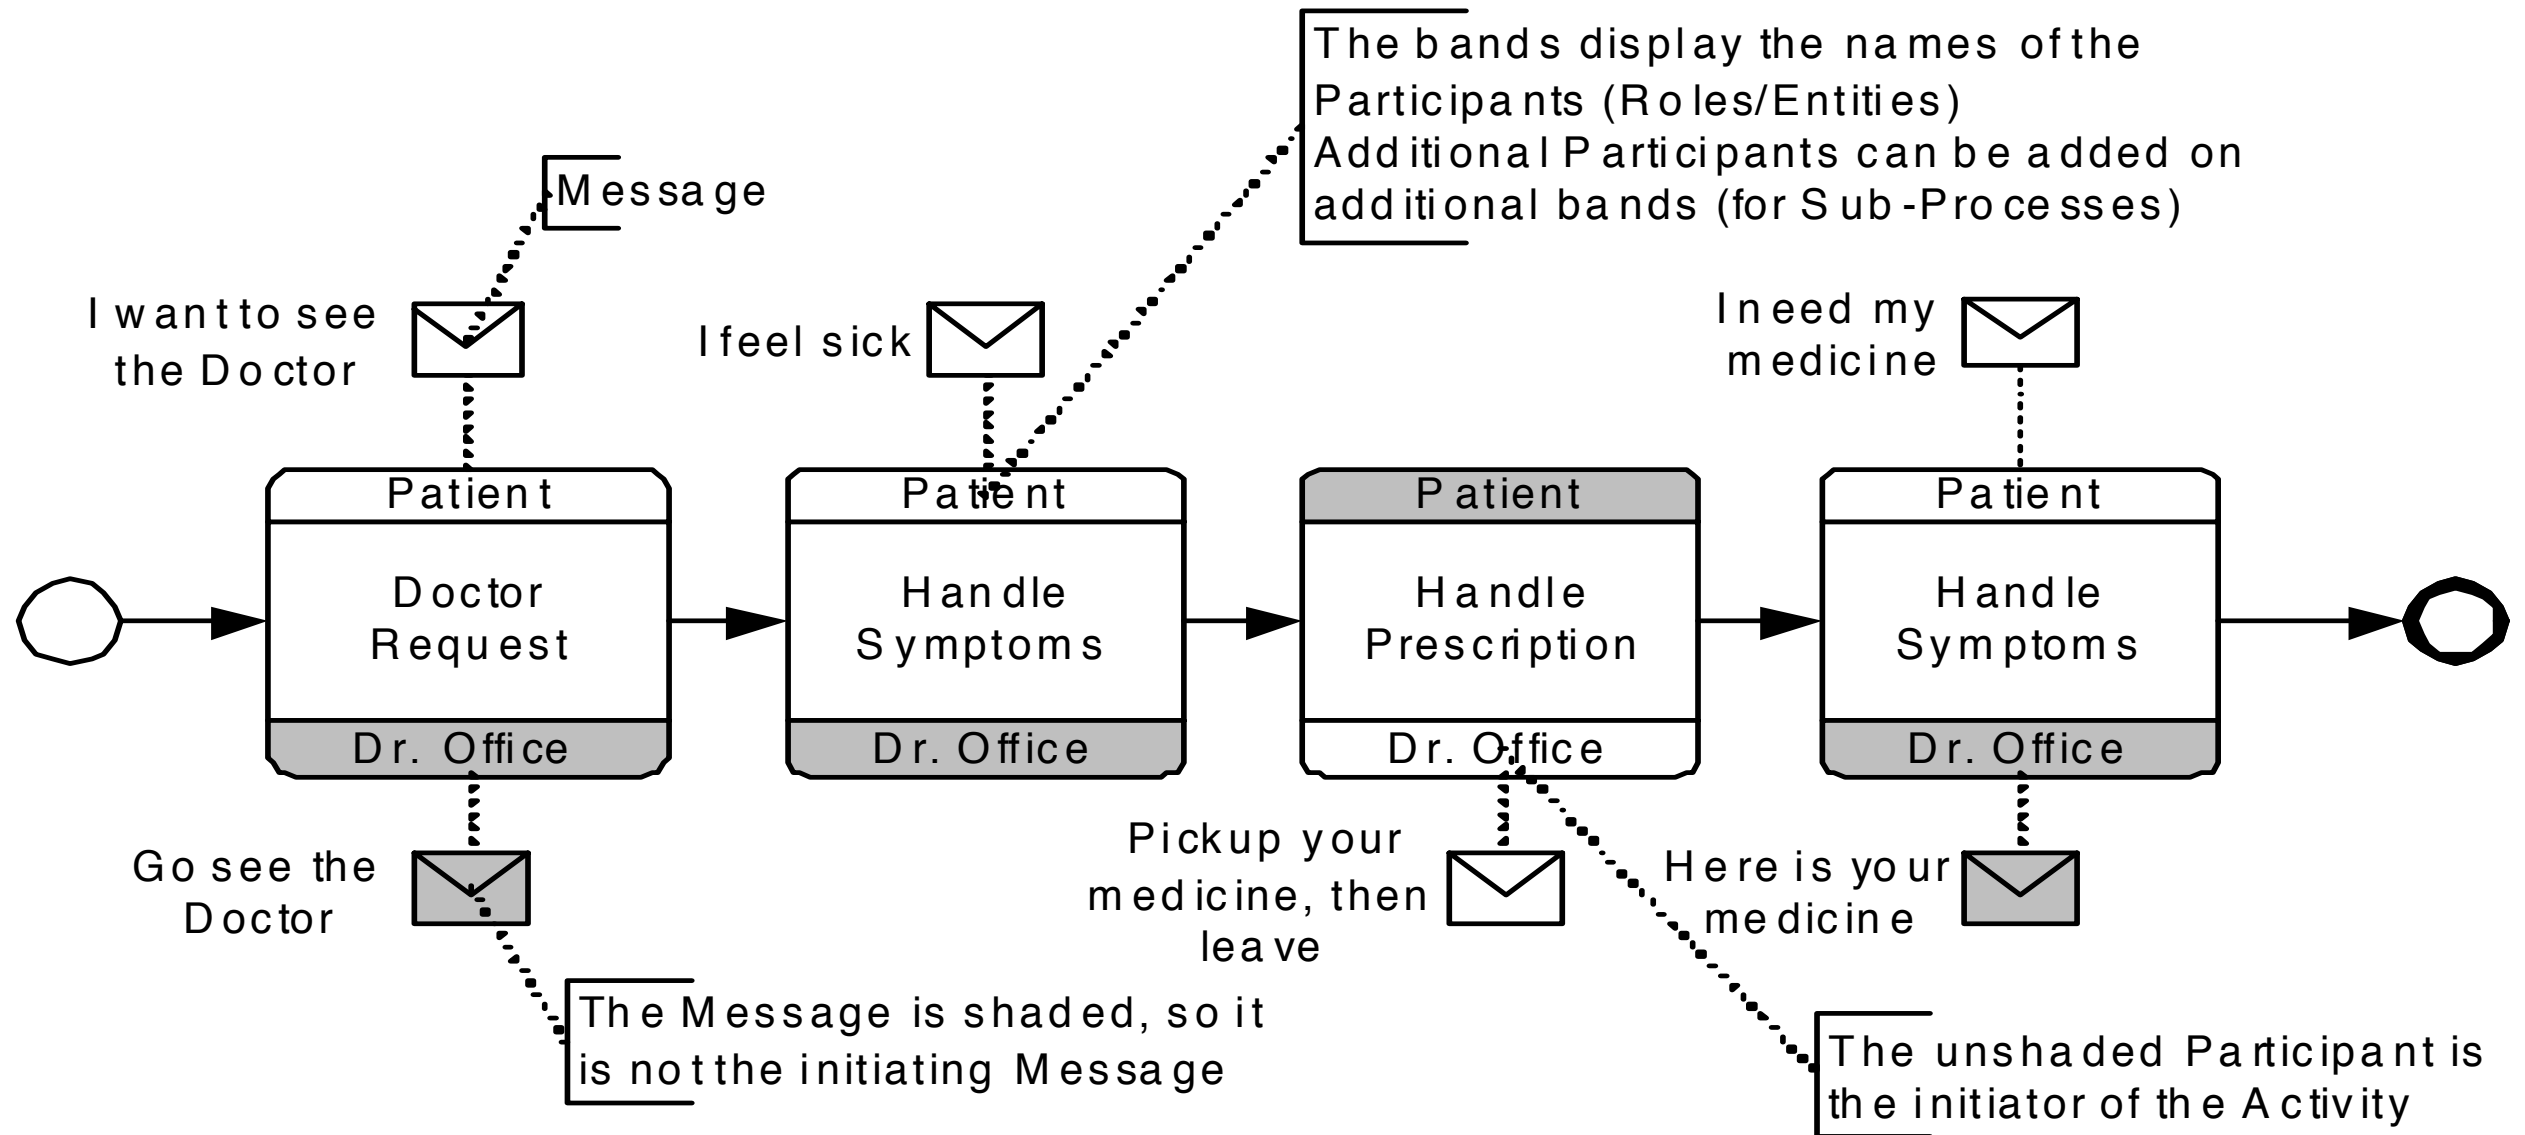 The bands display the names of the
Participants (Roles/Entities)
Additional Participants can be added on
additional bands (for Sub-Processes)
Message
I want to see
the Doctor
I feel sick
I need my
medicine
Patient
Doctor
Request
Dr. Office
Patient
Handle
Symptoms
Dr. Office
Patient
Handle
Prescription
Dr. Office
Patient
Handle
Symptoms
Dr. Office
Go see the
Doctor
Pickup your
medicine, then
leave
Here is your
medicine
The Message is shaded, so it
is not the initiating Message
The unshaded Participant is
the initiator of the Activity